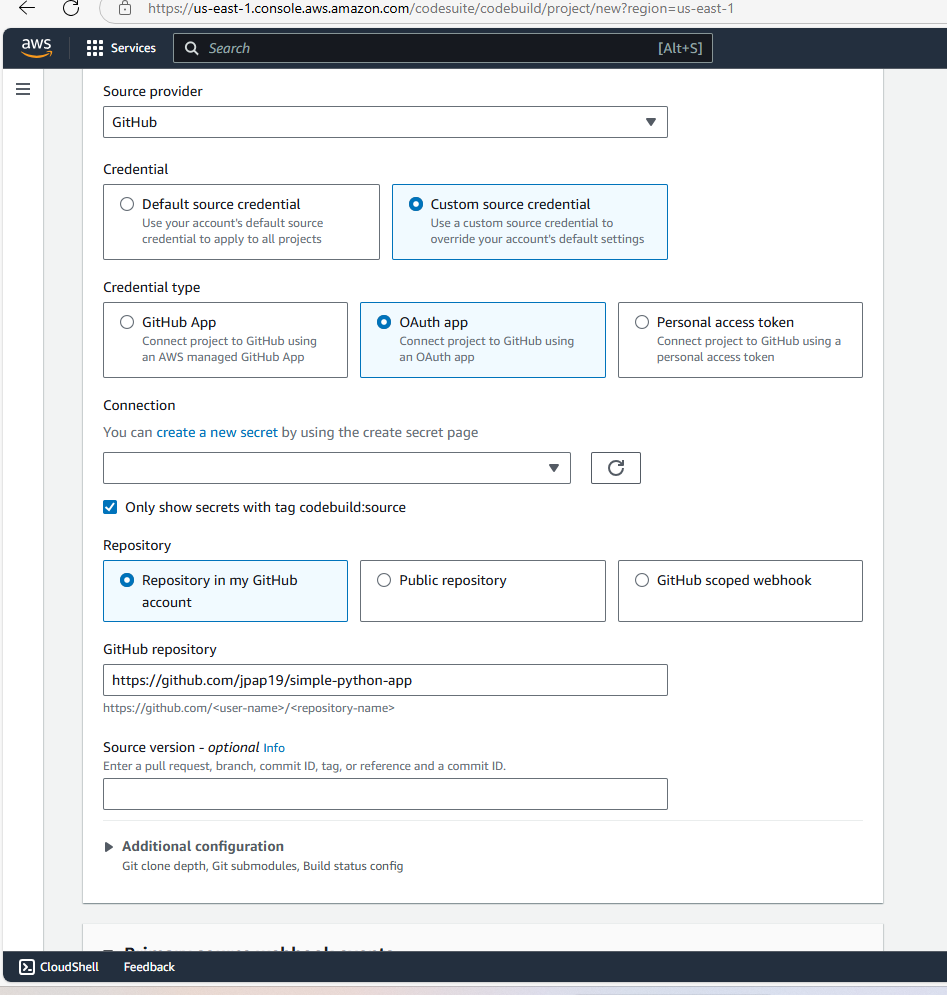 https://us-east-1.console.aws.amazon.com/codesuite/codebuild/project/new?region=us-east-1
aws Services Search [Alt+S]
Source provider
GitHub
Credential
Default source credential
Use your account's default source
credential to apply to all projects
Custom source credential
Use a custom source credential to
override your account's default settings
Credential type
GitHub App
Connect project to GitHub using
an AWS managed GitHub App
OAuth app
Connect project to GitHub using
an OAuth app
Personal access token
Connect project to GitHub using a
personal access token
Connection
You can create a new secret by using the create secret page
Only show secrets with tag codebuild:source
Repository
Repository in my GitHub
account
Public repository
GitHub scoped webhook
GitHub repository
https://github.com/jpap19/simple-python-app
https://github.com/<user-name>/<repository-name>
Source version - optional Info
Enter a pull request, branch, commit ID, tag, or reference and a commit ID.
Additional configuration
Git clone depth, Git submodules, Build status config
Primary source webhook events
CloudShell Feedback